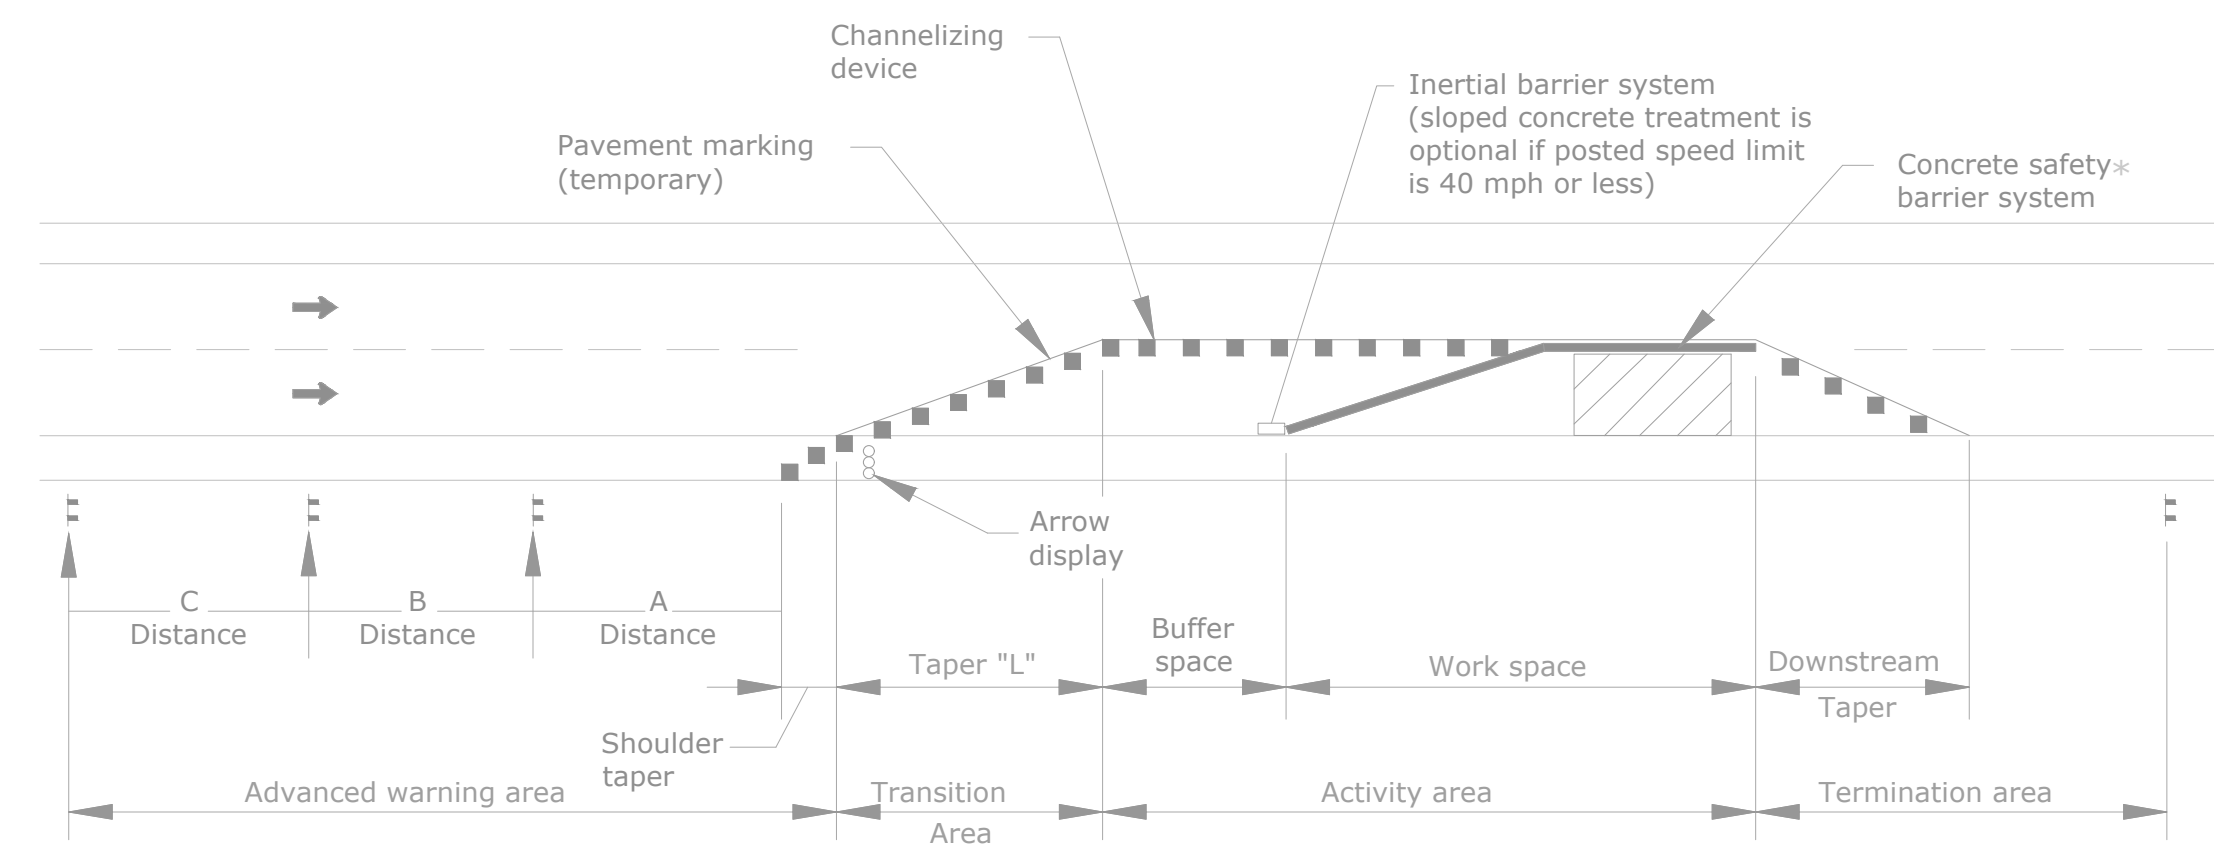 Channelizing
device
Inertial barrier system
(sloped concrete treatment is
optional if posted speed limit
is 40 mph or less)
Pavement marking
(temporary)
Concrete safety*
barrier system
Arrow
display
C
Distance
B
Distance
A
Distance
Buffer
space
Taper "L"
Work space
Downstream
Taper
Shoulder
taper
Advanced warning area
Transition
Area
Activity area
Termination area